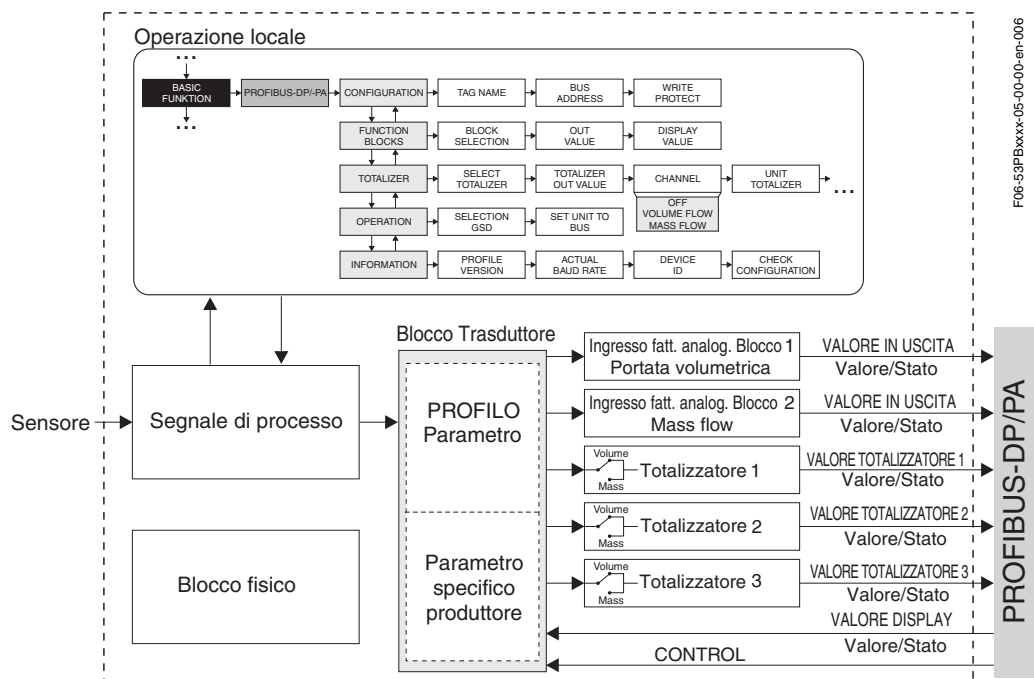 F06-53PBxxxx-05-00-00-en-006
Operazione locale
...
BASIC
FUNKTION
PROFIBUS-DP/-PA
CONFIGURATION
TAG NAME
BUS
ADDRESS
WRITE
PROTECT
...
FUNCTION
BLOCKS
BLOCK
SELECTION
OUT
VALUE
DISPLAY
VALUE
TOTALIZER
SELECT
TOTALIZER
TOTALIZER
OUT VALUE
CHANNEL
UNIT
TOTALIZER
...
OFF
VOLUME FLOW
MASS FLOW
OPERATION
SELECTION
GSD
SET UNIT TO
BUS
INFORMATION
PROFILE
VERSION
ACTUAL
BAUD RATE
DEVICE
ID
CHECK
CONFIGURATION
Sensore
Segnale di processo
Blocco fisico
Blocco Trasduttore
PROFILO
Parametro
Parametro
specifico
produttore
Ingresso fatt. analog. Blocco 1
Portata volumetrica
VALORE IN USCITA
Valore/Stato
Ingresso fatt. analog. Blocco 2
Mass flow
VALORE IN USCITA
Valore/Stato
Volume
Mass
Totalizzatore 1
VALORE TOTALIZZATORE 1
Valore/Stato
Volume
Mass
Totalizzatore 2
VALORE TOTALIZZATORE 2
Valore/Stato
Volume
Mass
Totalizzatore 3
VALORE TOTALIZZATORE 3
Valore/Stato
VALORE DISPLAY
Valore/Stato
CONTROL
PROFIBUS-DP/PA